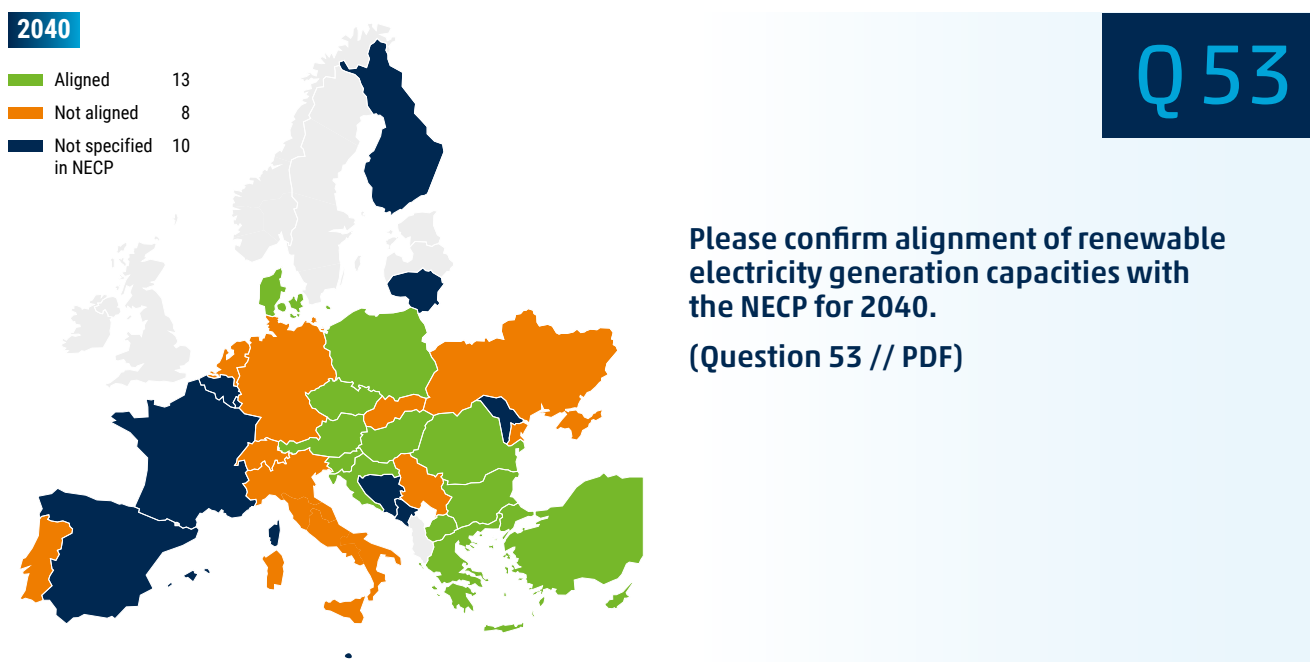 2040
Aligned 13
Not aligned 8
Not specified 10
in NECP
Q 53
Please confirm alignment of renewable
electricity generation capacities with
the NECP for 2040.
(Question 53 // PDF)